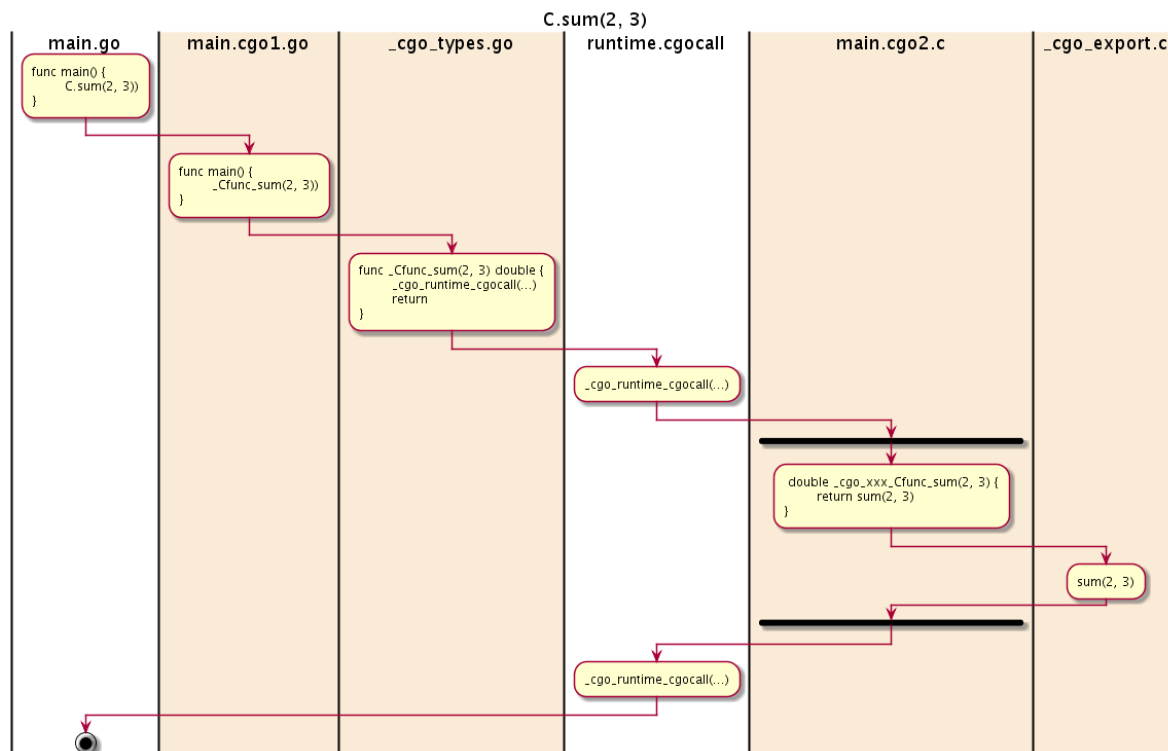 C.sum(2, 3)
main.go
main.cgo1.go
_cgo_types.go
runtime.cgocall
main.cgo2.c
_cgo_export.c
func main() {
C.sum(2, 3))
}
func main() {
_Cfunc_sum(2, 3))
}
func _Cfunc_sum(2, 3) double {
_cgo_runtime_cgocall(...)
return
}
_cgo_runtime_cgocall(...)
double _cgo_xxx_Cfunc_sum(2, 3) {
return sum(2, 3)
}
sum(2, 3)
_cgo_runtime_cgocall(...)